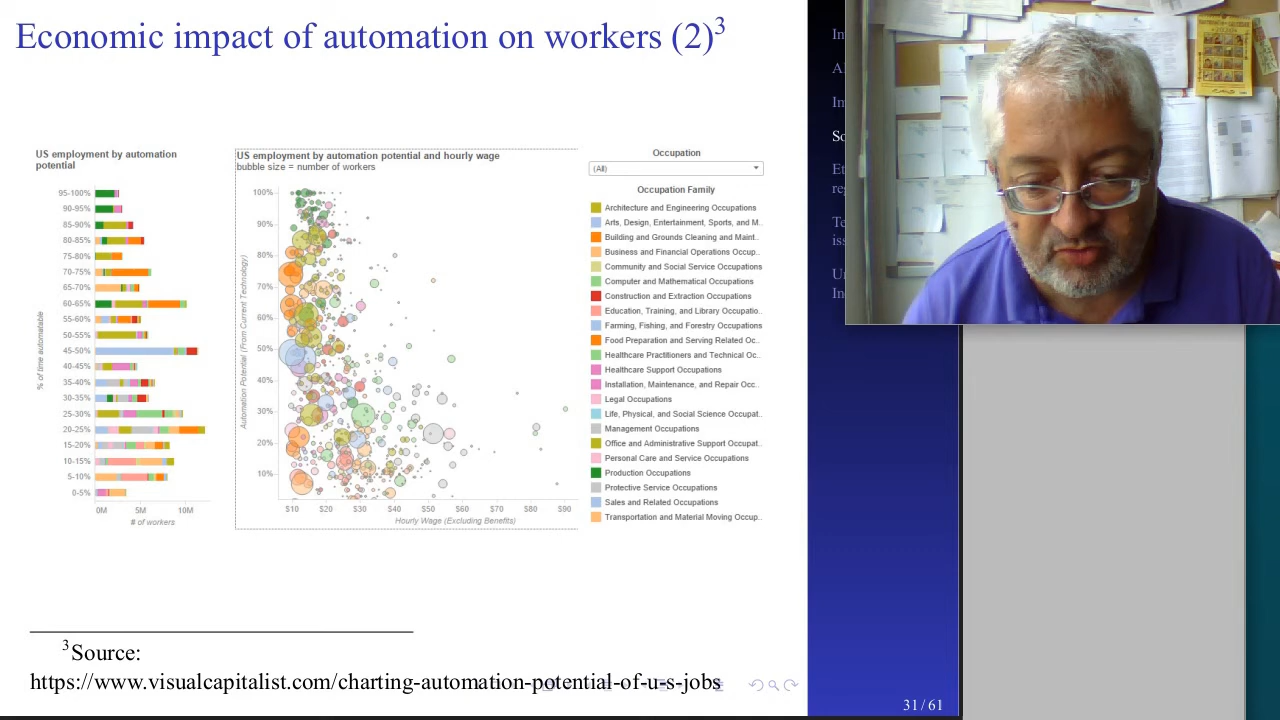 Economic impact of automation on workers (2)3
US employment by automation
potential
95-100%
90-95%
85-90%
80-85%
75-80%
70-75%
65-70%
60-65%
55-60%
50-55%
45-50%
40-45%
35-40%
30-35%
25-30%
20-25%
15-20%
10-15%
5-10%
0-5%
% of time automatable
0M 5M 10M
# of workers
US employment by automation potential and hourly wage
bubble size = number of workers
100%
90%
80%
70%
60%
50%
40%
30%
20%
10%
Automation Potential (From Current Technology)
$10 $20 $30 $40 $50 $60 $70 $80 $90
Hourly Wage (Excluding Benefits)
Occupation
(All)
Occupation Family
Architecture and Engineering Occupations
Arts, Design, Entertainment, Sports, and M..
Building and Grounds Cleaning and Maint..
Business and Financial Operations Occup..
Community and Social Service Occupations
Computer and Mathematical Occupations
Construction and Extraction Occupations
Education, Training, and Library Occupatio..
Farming, Fishing, and Forestry Occupations
Food Preparation and Serving Related Oc..
Healthcare Practitioners and Technical Oc..
Healthcare Support Occupations
Installation, Maintenance, and Repair Occ..
Legal Occupations
Life, Physical, and Social Science Occupat..
Management Occupations
Office and Administrative Support Occupat..
Personal Care and Service Occupations
Production Occupations
Protective Service Occupations
Sales and Related Occupations
Transportation and Material Moving Occup..
3Source:
https://www.visualcapitalist.com/charting-automation-potential-of-u-s-jobs
31/61